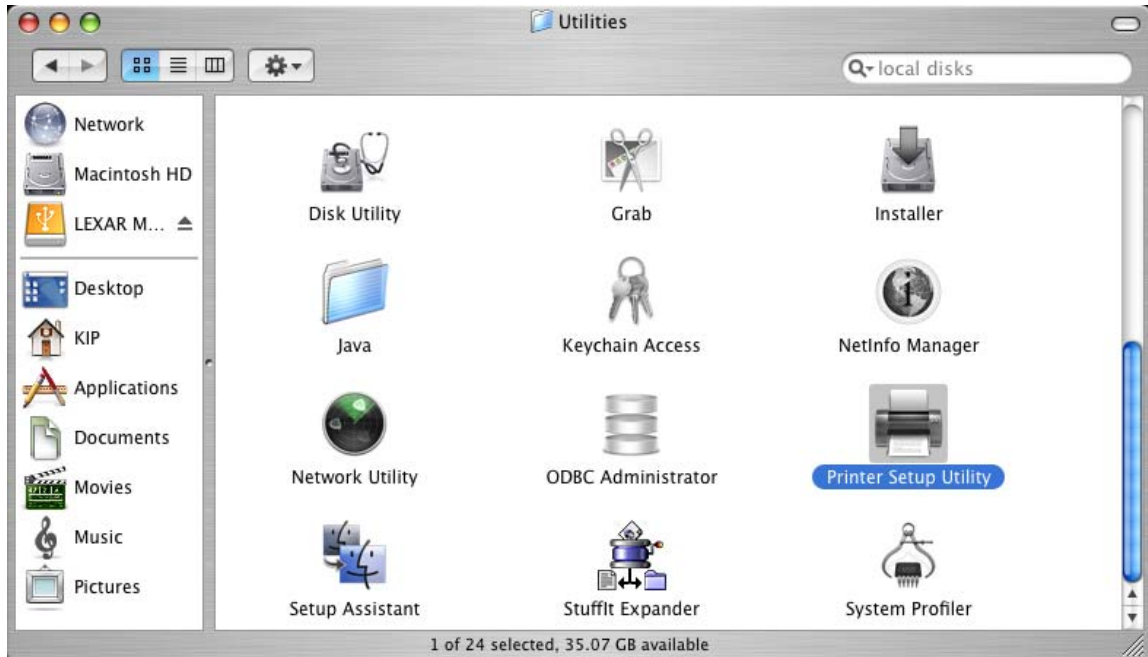 Utilities
local disks
Network
Macintosh HD
LEXAR M...
Desktop
KIP
Applications
Documents
Movies
Music
Pictures
Disk Utility
Grab
Installer
Java
Keychain Access
NetInfo Manager
Network Utility
ODBC Administrator
Printer Setup Utility
Setup Assistant
StuffIt Expander
System Profiler
1 of 24 selected, 35.07 GB available